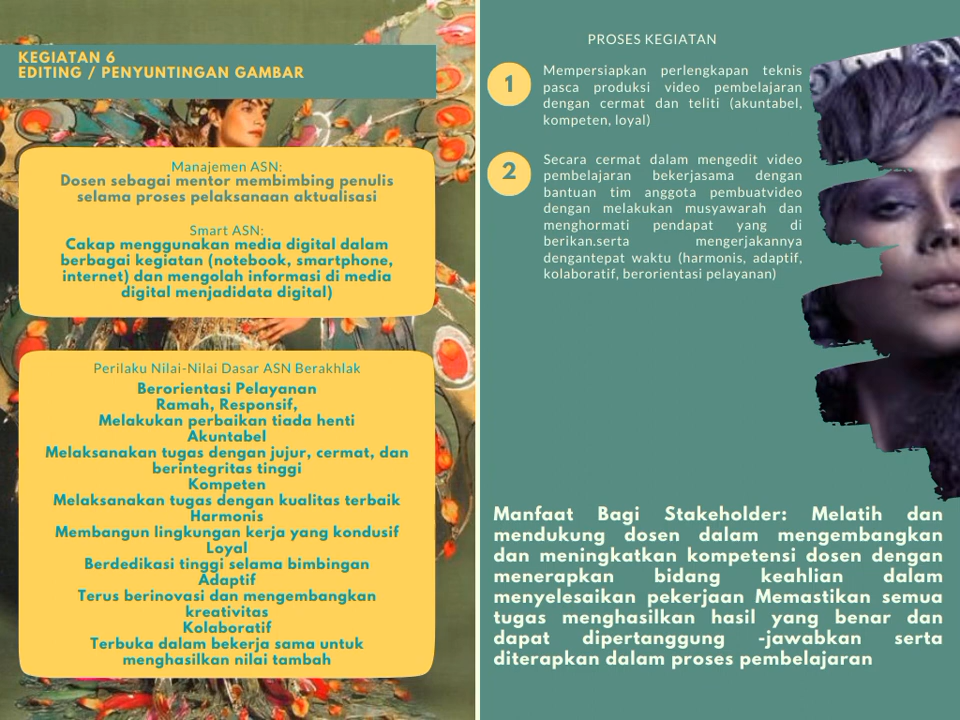 KEGIATAN 6
EDITING / PENYUNTINGAN GAMBAR
Manajemen ASN:
Dosen sebagai mentor membimbing penulis
selama proses pelaksanaan aktualisasi
Smart ASN:
Cakap menggunakan media digital dalam
berbagai kegiatan (notebook, smartphone,
internet) dan mengolah informasi di media
digital menjadidata digital)
Perilaku Nilai-Nilai Dasar ASN Berakhlak
Berorientasi Pelayanan
Ramah, Responsif,
Melakukan perbaikan tiada henti
Akuntabel
Melaksanakan tugas dengan jujur, cermat, dan
berintegritas tinggi
Kompeten
Melaksanakan tugas dengan kualitas terbaik
Harmonis
Membangun lingkungan kerja yang kondusif
Loyal
Berdedikasi tinggi selama bimbingan
Adaptif
Terus berinovasi dan mengembangkan
kreativitas
Kolaboratif
Terbuka dalam bekerja sama untuk
menghasilkan nilai tambah
PROSES KEGIATAN
1
Mempersiapkan perlengkapan teknis
pasca produksi video pembelajaran
dengan cermat dan teliti (akuntabel,
kompeten, loyal)
2
Secara cermat dalam mengedit video
pembelajaran bekerjasama dengan
bantuan tim anggota pembuatvideo
dengan melakukan musyawarah dan
menghormati pendapat yang di
berikan.serta mengerjakannya
dengantepat waktu (harmonis, adaptif,
kolaboratif, berorientasi pelayanan)
Manfaat Bagi Stakeholder: Melatih dan
mendukung dosen dalam mengembangkan
dan meningkatkan kompetensi dosen dengan
menerapkan bidang keahlian dalam
menyelesaikan pekerjaan Memastikan semua
tugas menghasilkan hasil yang benar dan
dapat dipertanggung -jawabkan serta
diterapkan dalam proses pembelajaran